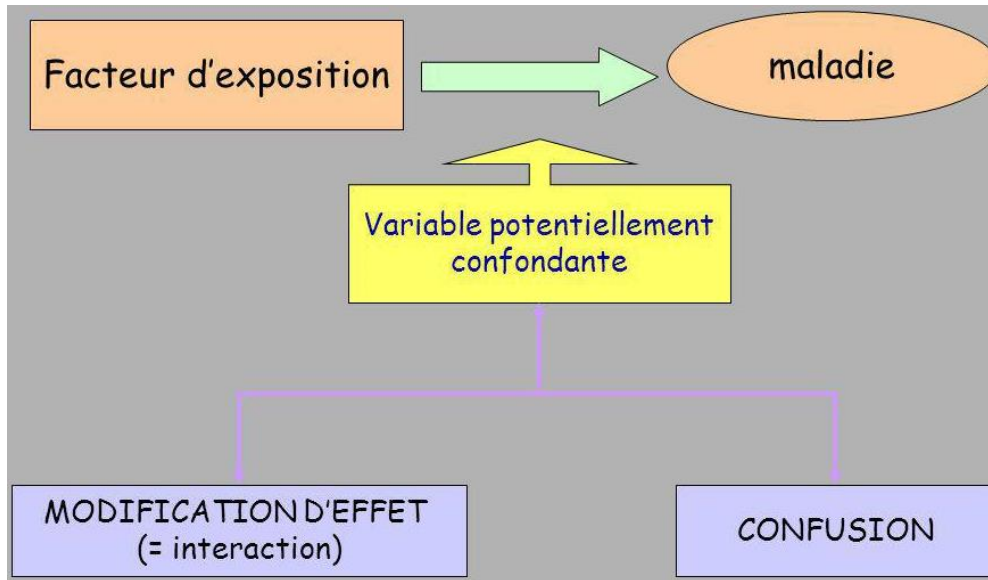 Facteur d'exposition
maladie
Variable potentiellement
confondante
MODIFICATION D'EFFET
(= interaction)
CONFUSION